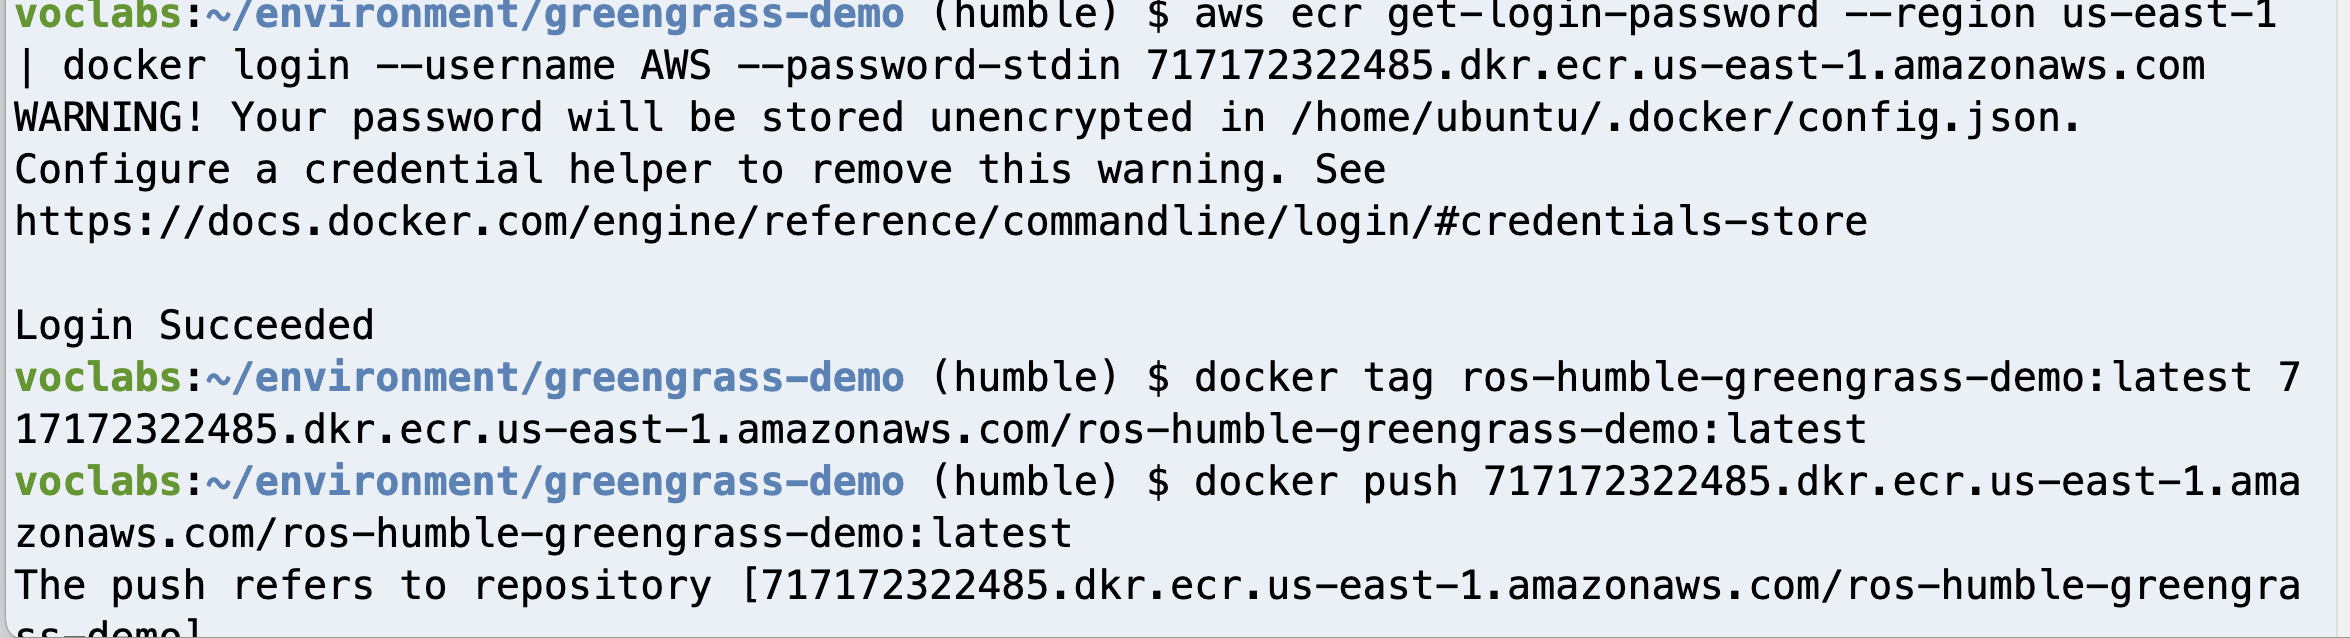 voclabs:~/environment/greengrass-demo (humble) $ aws ecr get-login-password --region us-east-1
| docker login --username AWS --password-stdin 717172322485.dkr.ecr.us-east-1.amazonaws.com
WARNING! Your password will be stored unencrypted in /home/ubuntu/.docker/config.json.
Configure a credential helper to remove this warning. See
https://docs.docker.com/engine/reference/commandline/login/#credentials-store
Login Succeeded
voclabs:~/environment/greengrass-demo (humble) $ docker tag ros-humble-greengrass-demo:latest 7
17172322485.dkr.ecr.us-east-1.amazonaws.com/ros-humble-greengrass-demo:latest
voclabs:~/environment/greengrass-demo (humble) $ docker push 717172322485.dkr.ecr.us-east-1.ama
zonaws.com/ros-humble-greengrass-demo:latest
The push refers to repository [717172322485.dkr.ecr.us-east-1.amazonaws.com/ros-humble-greengra
ss-demo]